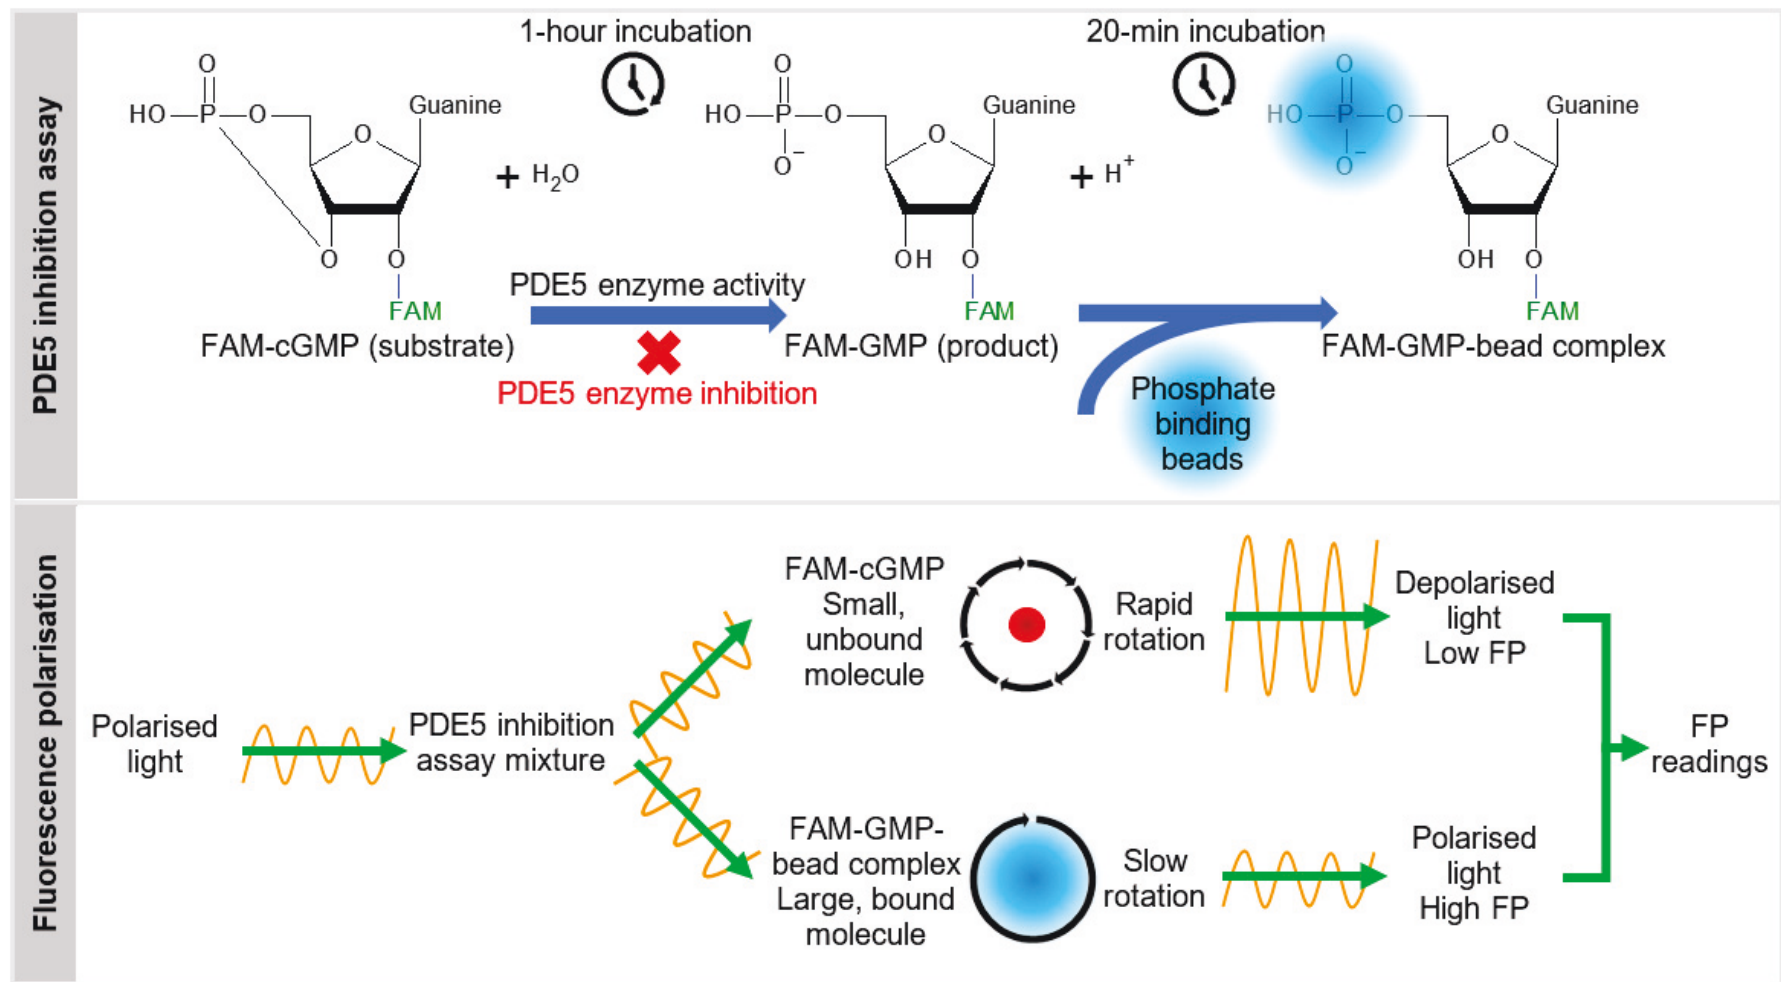 PDE5 inhibition assay
1-hour incubation
20-min incubation
O
HO
P
O
O
Guanine
O
O
+ H₂O
O
HO
P
O
O⁻
O
Guanine
OH
O
+ H⁺
O
HO
P
O
O⁻
O
Guanine
OH
O
FAM
FAM-cGMP (substrate)
PDE5 enzyme activity
PDE5 enzyme inhibition
FAM
FAM-GMP (product)
FAM
FAM-GMP-bead complex
Phosphate
binding
beads
Fluorescence polarisation
Polarised
light
PDE5 inhibition
assay mixture
FAM-cGMP
Small,
unbound
molecule
Rapid
rotation
Depolarised
light
Low FP
FAM-GMP-
bead complex
Large, bound
molecule
Slow
rotation
Polarised
light
High FP
FP
readings